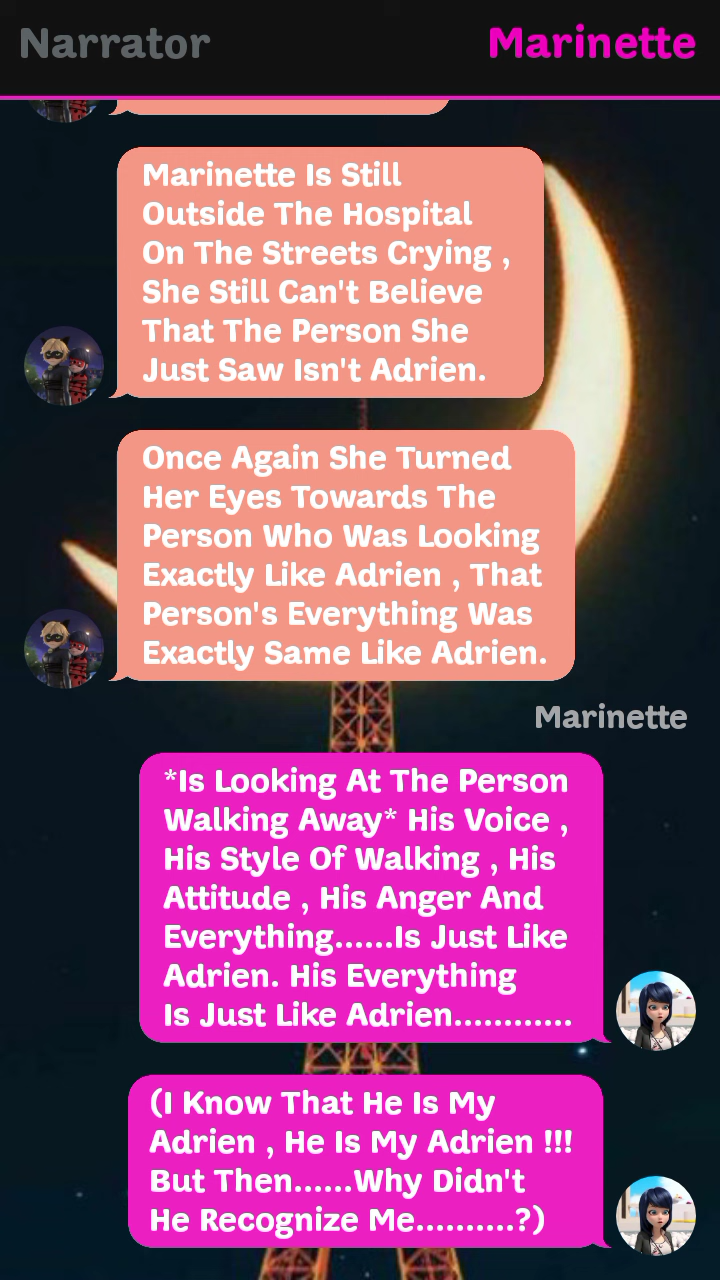 Narrator
Marinette
Marinette Is Still
Outside The Hospital
On The Streets Crying ,
She Still Can't Believe
That The Person She
Just Saw Isn't Adrien.
Once Again She Turned
Her Eyes Towards The
Person Who Was Looking
Exactly Like Adrien , That
Person's Everything Was
Exactly Same Like Adrien.
Marinette
*Is Looking At The Person
Walking Away* His Voice ,
His Style Of Walking , His
Attitude , His Anger And
Everything......Is Just Like
Adrien. His Everything
Is Just Like Adrien............
(I Know That He Is My
Adrien , He Is My Adrien !!!
But Then......Why Didn't
He Recognize Me..........?)